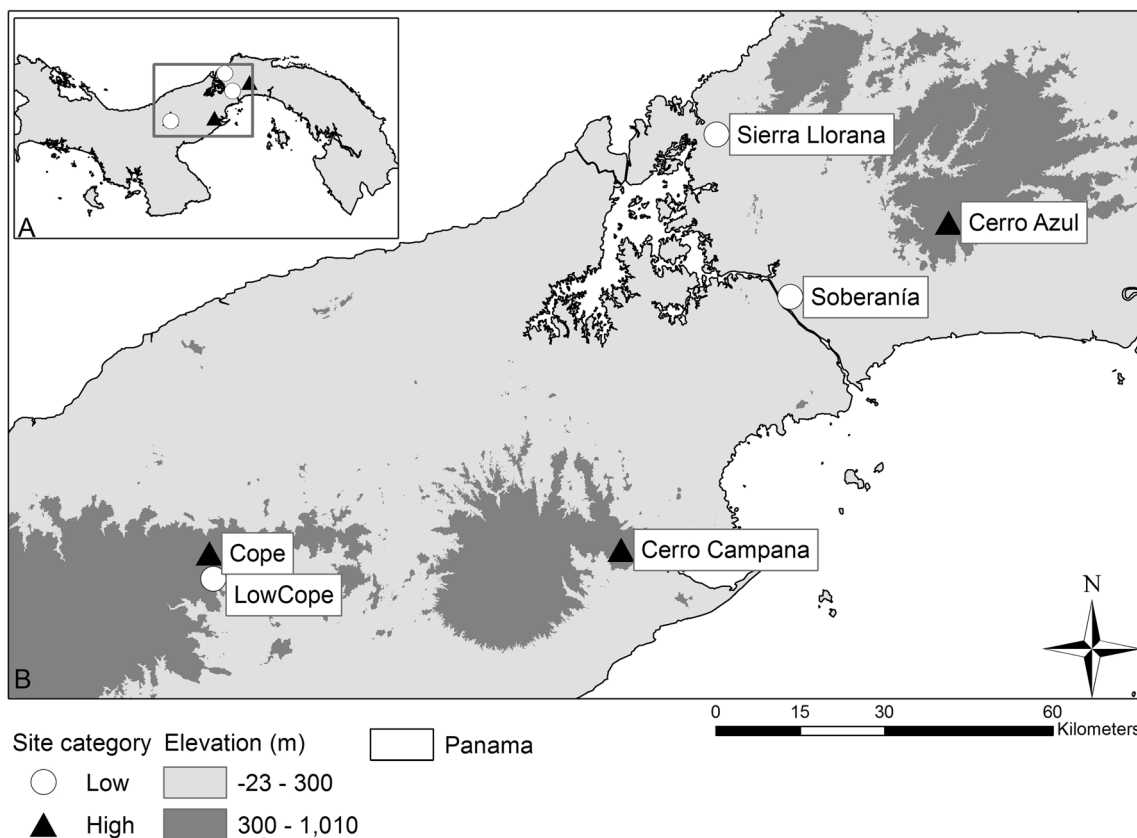 A
Sierra Llorana
Cerro Azul
Soberanía
Cope
LowCope
Cerro Campana
N
B
0 15 30 60
Kilometers
Site category Elevation (m) Panama
Low -23 - 300
High 300 - 1,010